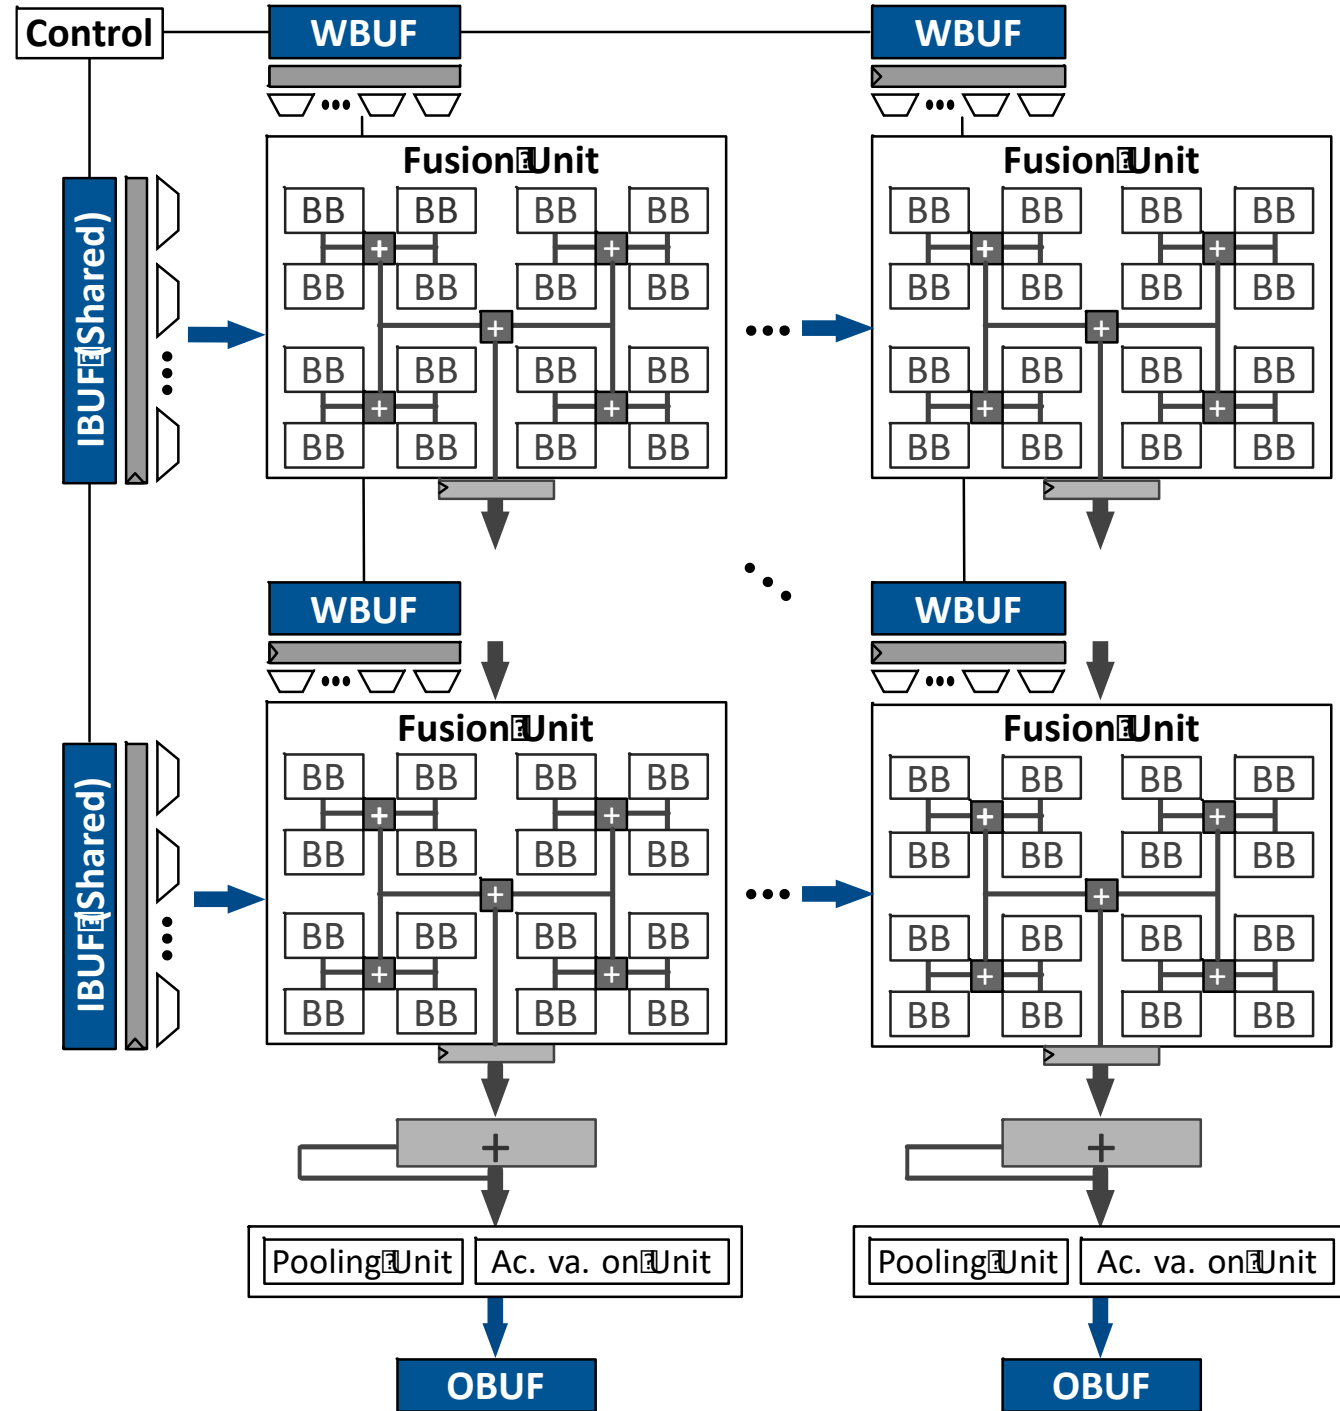 Control WBUF WBUF
Fusion Unit Fusion Unit
IBUF (Shared)
BB BB BB BB BB BB BB BB
+ + + +
BB BB BB BB BB BB BB BB
+ +
BB BB BB BB BB BB BB BB
+ + + +
BB BB BB BB BB BB BB BB
WBUF WBUF
Fusion Unit Fusion Unit
IBUF (Shared)
BB BB BB BB BB BB BB BB
+ + + +
BB BB BB BB BB BB BB BB
+ +
BB BB BB BB BB BB BB BB
+ + + +
BB BB BB BB BB BB BB BB
+ +
Pooling Unit Ac. va. on Unit Pooling Unit Ac. va. on Unit
OBUF OBUF